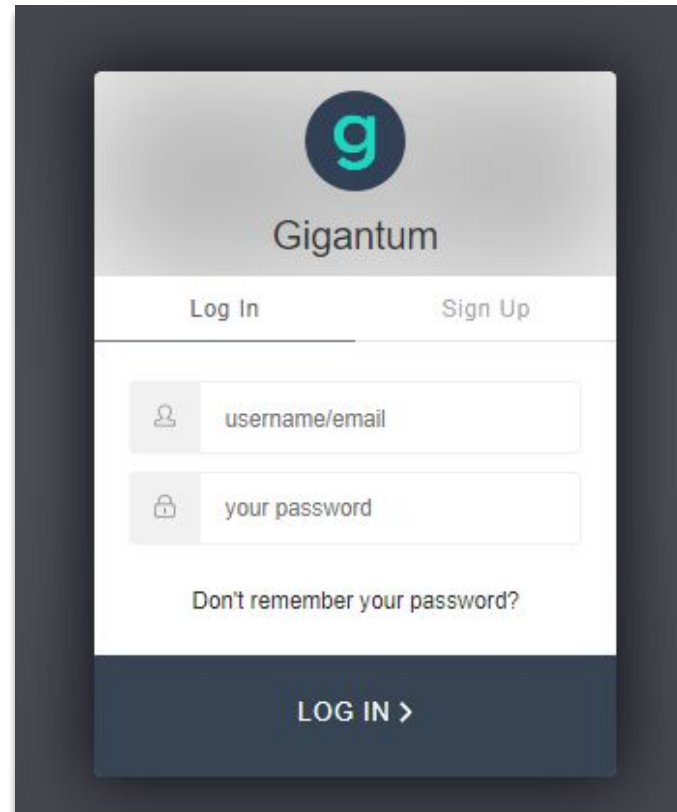 g
Gigantum
Log In
Sign Up
username/email
your password
Don't remember your password?
LOG IN >